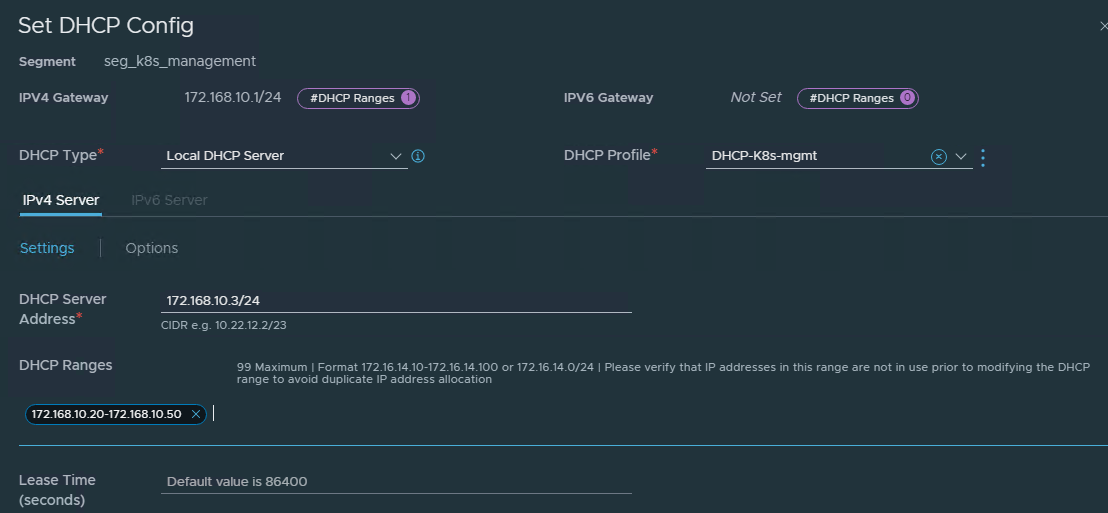 Set DHCP Config
Segment seg_k8s_management
IPV4 Gateway 172.168.10.1/24 #DHCP Ranges 1 IPV6 Gateway Not Set #DHCP Ranges 0
DHCP Type* Local DHCP Server DHCP Profile* DHCP-K8s-mgmt
IPv4 Server IPv6 Server
Settings Options
DHCP Server
Address* 172.168.10.3/24
CIDR e.g. 10.22.12.2/23
DHCP Ranges 99 Maximum | Format 172.16.14.10-172.16.14.100 or 172.16.14.0/24 | Please verify that IP addresses in this range are not in use prior to modifying the DHCP
range to avoid duplicate IP address allocation
172.168.10.20-172.168.10.50
Lease Time
(seconds) Default value is 86400